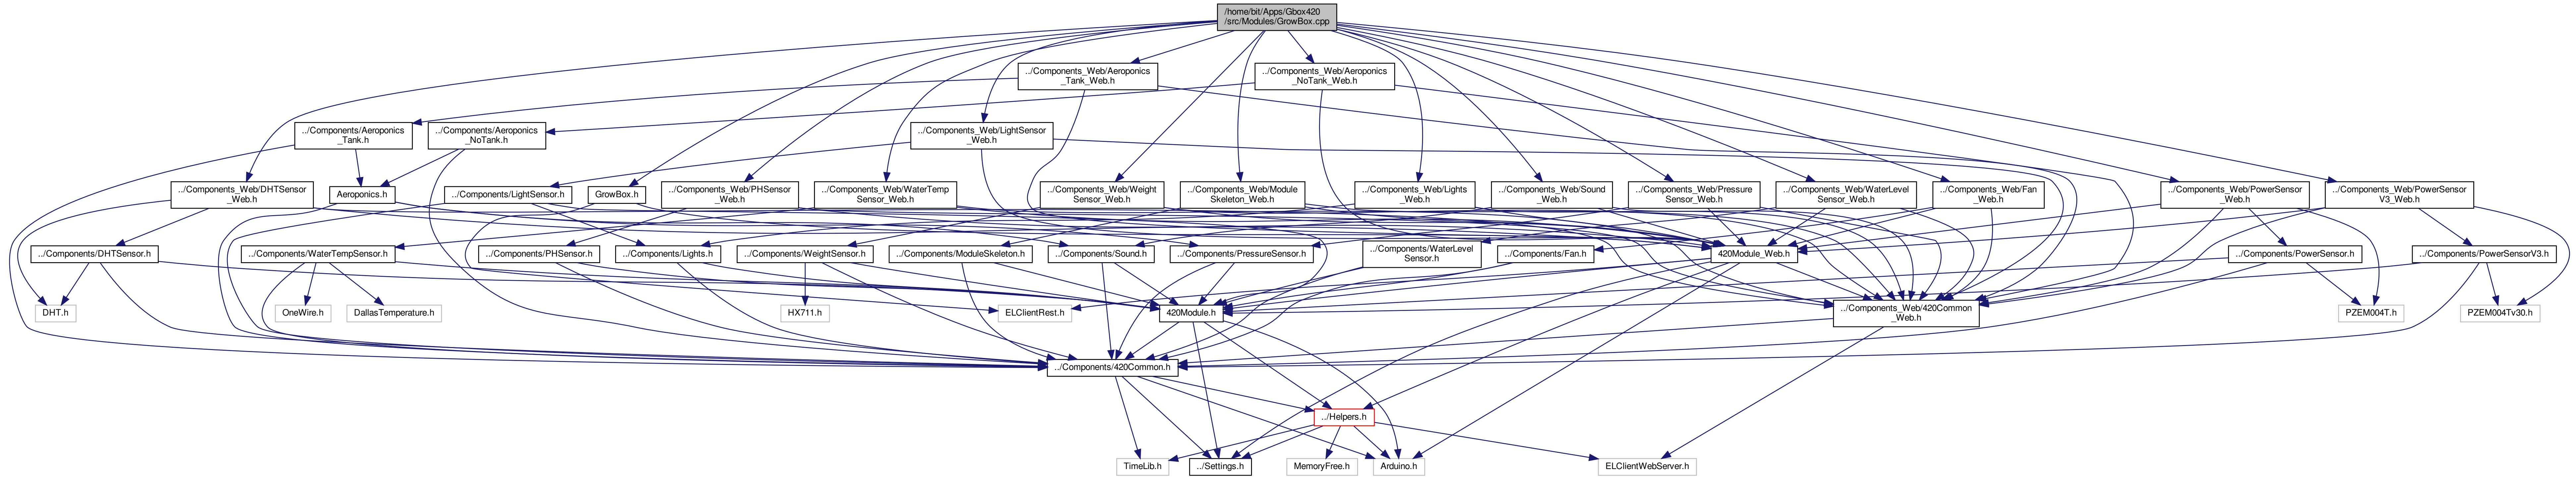 /home/bit/Apps/Gbox420
/src/Modules/GrowBox.cpp
../Components_Web/Aeroponics
_Tank_Web.h
../Components_Web/Aeroponics
_NoTank_Web.h
../Components/Aeroponics
_Tank.h
../Components/Aeroponics
_NoTank.h
../Components_Web/LightSensor
_Web.h
../Components_Web/DHTSensor
_Web.h
Aeroponics.h
../Components/LightSensor.h
GrowBox.h
../Components_Web/PHSensor
_Web.h
../Components_Web/WaterTemp
Sensor_Web.h
../Components_Web/Weight
Sensor_Web.h
../Components_Web/Module
Skeleton_Web.h
../Components_Web/Lights
_Web.h
../Components_Web/Sound
_Web.h
../Components_Web/Pressure
Sensor_Web.h
../Components_Web/WaterLevel
Sensor_Web.h
../Components_Web/Fan
_Web.h
../Components_Web/PowerSensor
_Web.h
../Components_Web/PowerSensor
V3_Web.h
../Components/DHTSensor.h
../Components/WaterTempSensor.h
../Components/PHSensor.h
../Components/Lights.h
../Components/WeightSensor.h
../Components/ModuleSkeleton.h
../Components/Sound.h
../Components/PressureSensor.h
../Components/WaterLevel
Sensor.h
../Components/Fan.h
420Module_Web.h
../Components/PowerSensor.h
../Components/PowerSensorV3.h
DHT.h
OneWire.h
DallasTemperature.h
HX711.h
ELClientRest.h
420Module.h
../Components_Web/420Common
_Web.h
PZEM004T.h
PZEM004Tv30.h
../Components/420Common.h
../Helpers.h
TimeLib.h
../Settings.h
MemoryFree.h
Arduino.h
ELClientWebServer.h